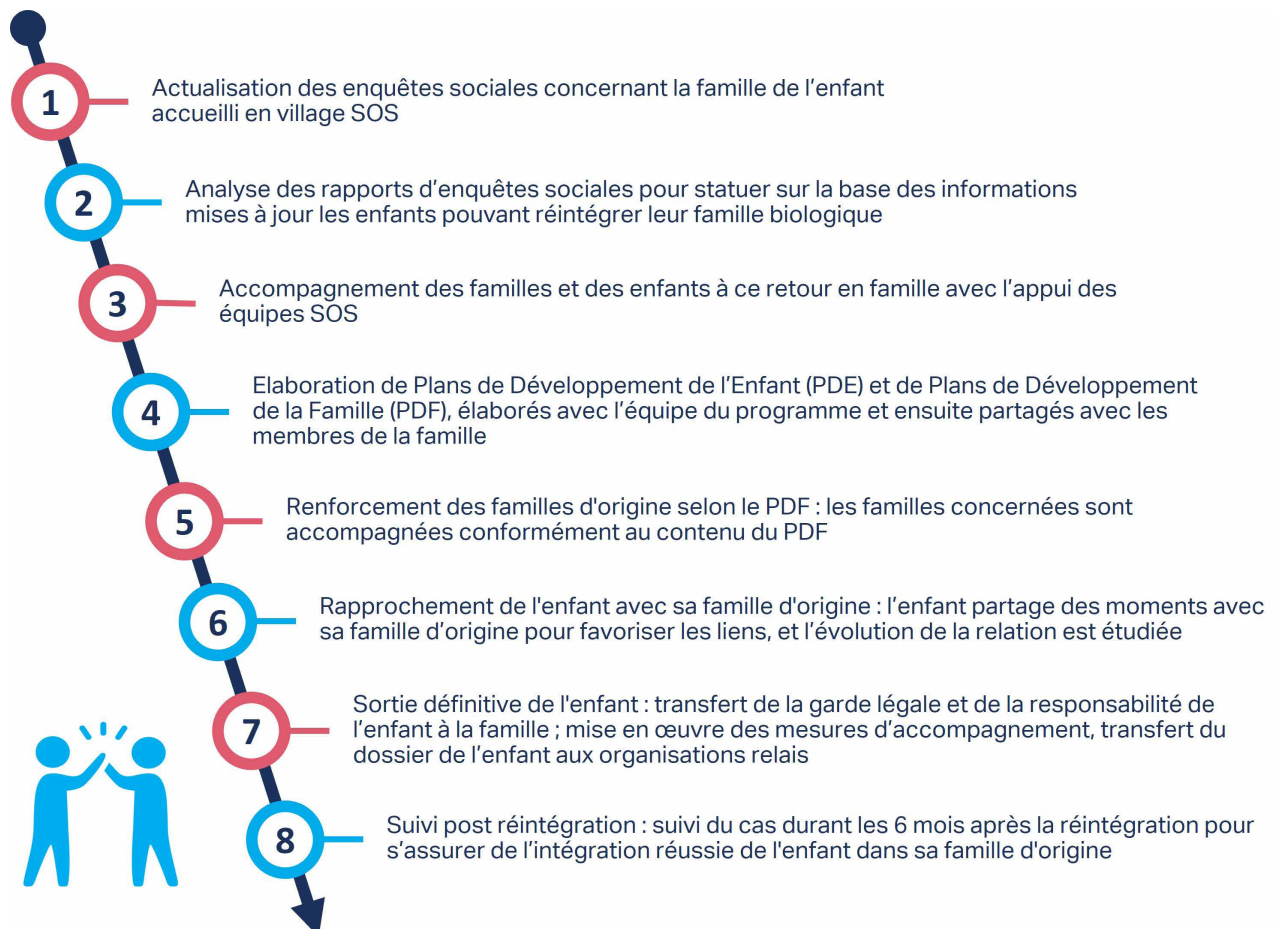 1
Actualisation des enquêtes sociales concernant la famille de l’enfant
accueilli en village SOS
2
Analyse des rapports d’enquêtes sociales pour statuer sur la base des informations
mises à jour les enfants pouvant réintégrer leur famille biologique
3
Accompagnement des familles et des enfants à ce retour en famille avec l’appui des
équipes SOS
4
Elaboration de Plans de Développement de l’Enfant (PDE) et de Plans de Développement
de la Famille (PDF), élaborés avec l’équipe du programme et ensuite partagés avec les
membres de la famille
5
Renforcement des familles d'origine selon le PDF : les familles concernées sont
accompagnées conformément au contenu du PDF
6
Rapprochement de l'enfant avec sa famille d'origine : l’enfant partage des moments avec
sa famille d’origine pour favoriser les liens, et l’évolution de la relation est étudiée
7
Sortie définitive de l'enfant : transfert de la garde légale et de la responsabilité de
l’enfant à la famille ; mise en œuvre des mesures d’accompagnement, transfert du
dossier de l’enfant aux organisations relais
8
Suivi post réintégration : suivi du cas durant les 6 mois après la réintégration pour
s’assurer de l’intégration réussie de l'enfant dans sa famille d'origine